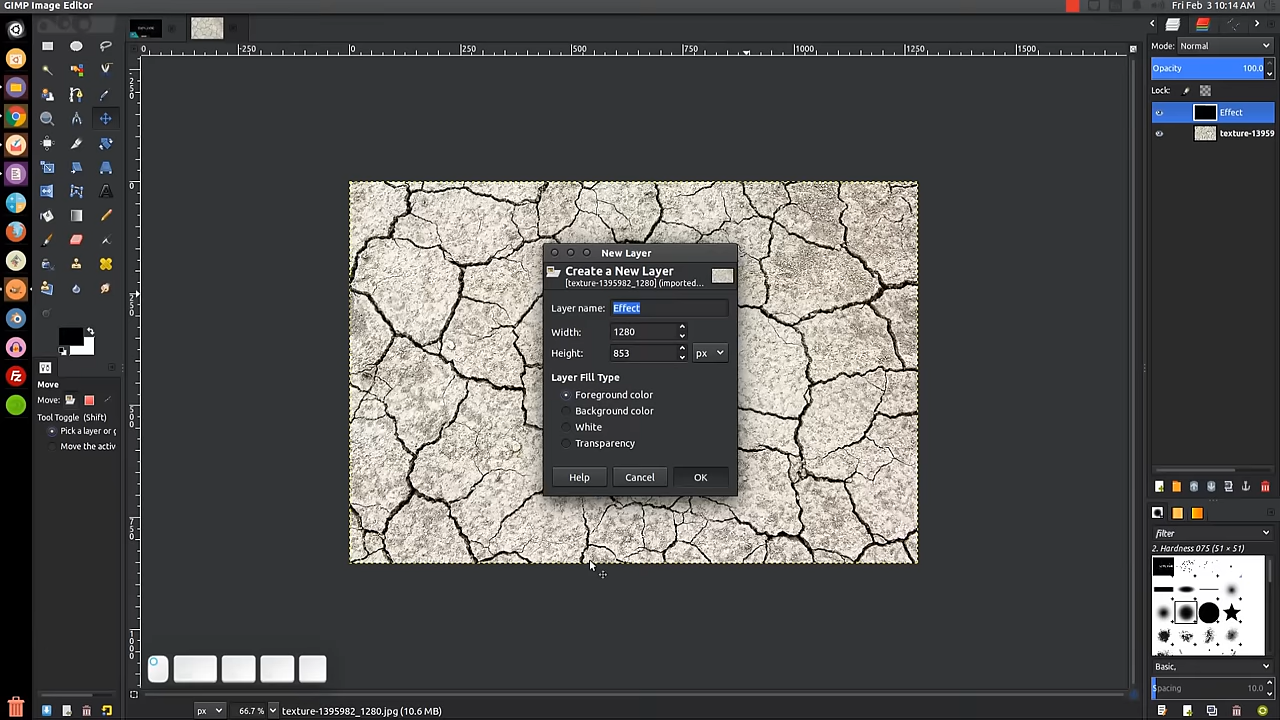 GIMP Image Editor
Fri Feb 3 10:14 AM
Mode: Normal
Opacity 100.0
Lock:
Effect
texture-13959
0 -250 0 250 500 750 1000 1250 1500
New Layer
Create a New Layer
[texture-1395982_1280] (imported...
Layer name: Effect
Width: 1280
Height: 853 px
Layer Fill Type
Foreground color
Background color
White
Transparency
Help Cancel OK
Move
Move:
Tool Toggle (Shift)
Pick a layer or g
Move the activ
filter
2. Hardness 075 (51 × 51)
Basic,
Spacing 10.0
px 66.7 % texture-1395982_1280.jpg (10.6 MB)